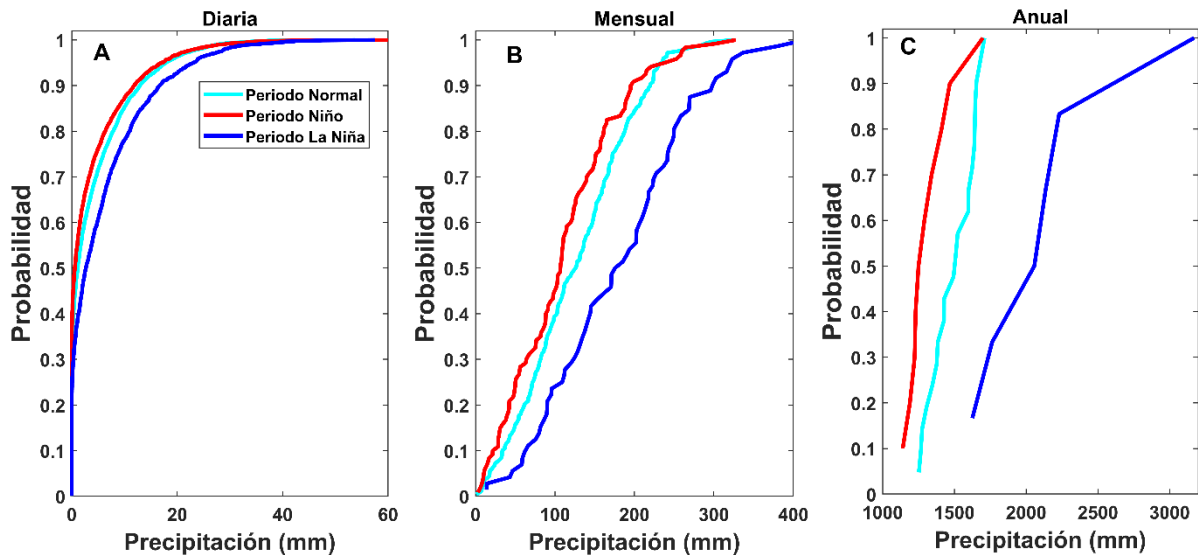 Diaria
Mensual
Anual
A
B
C
Periodo Normal
Periodo Niño
Periodo La Niña
Probabilidad
1
0.9
0.8
0.7
0.6
0.5
0.4
0.3
0.2
0.1
0
0 20 40 60
Precipitación (mm)
Probabilidad
1
0.9
0.8
0.7
0.6
0.5
0.4
0.3
0.2
0.1
0
0 100 200 300 400
Precipitación (mm)
Probabilidad
1
0.9
0.8
0.7
0.6
0.5
0.4
0.3
0.2
0.1
0
1000 1500 2000 2500 3000
Precipitación (mm)